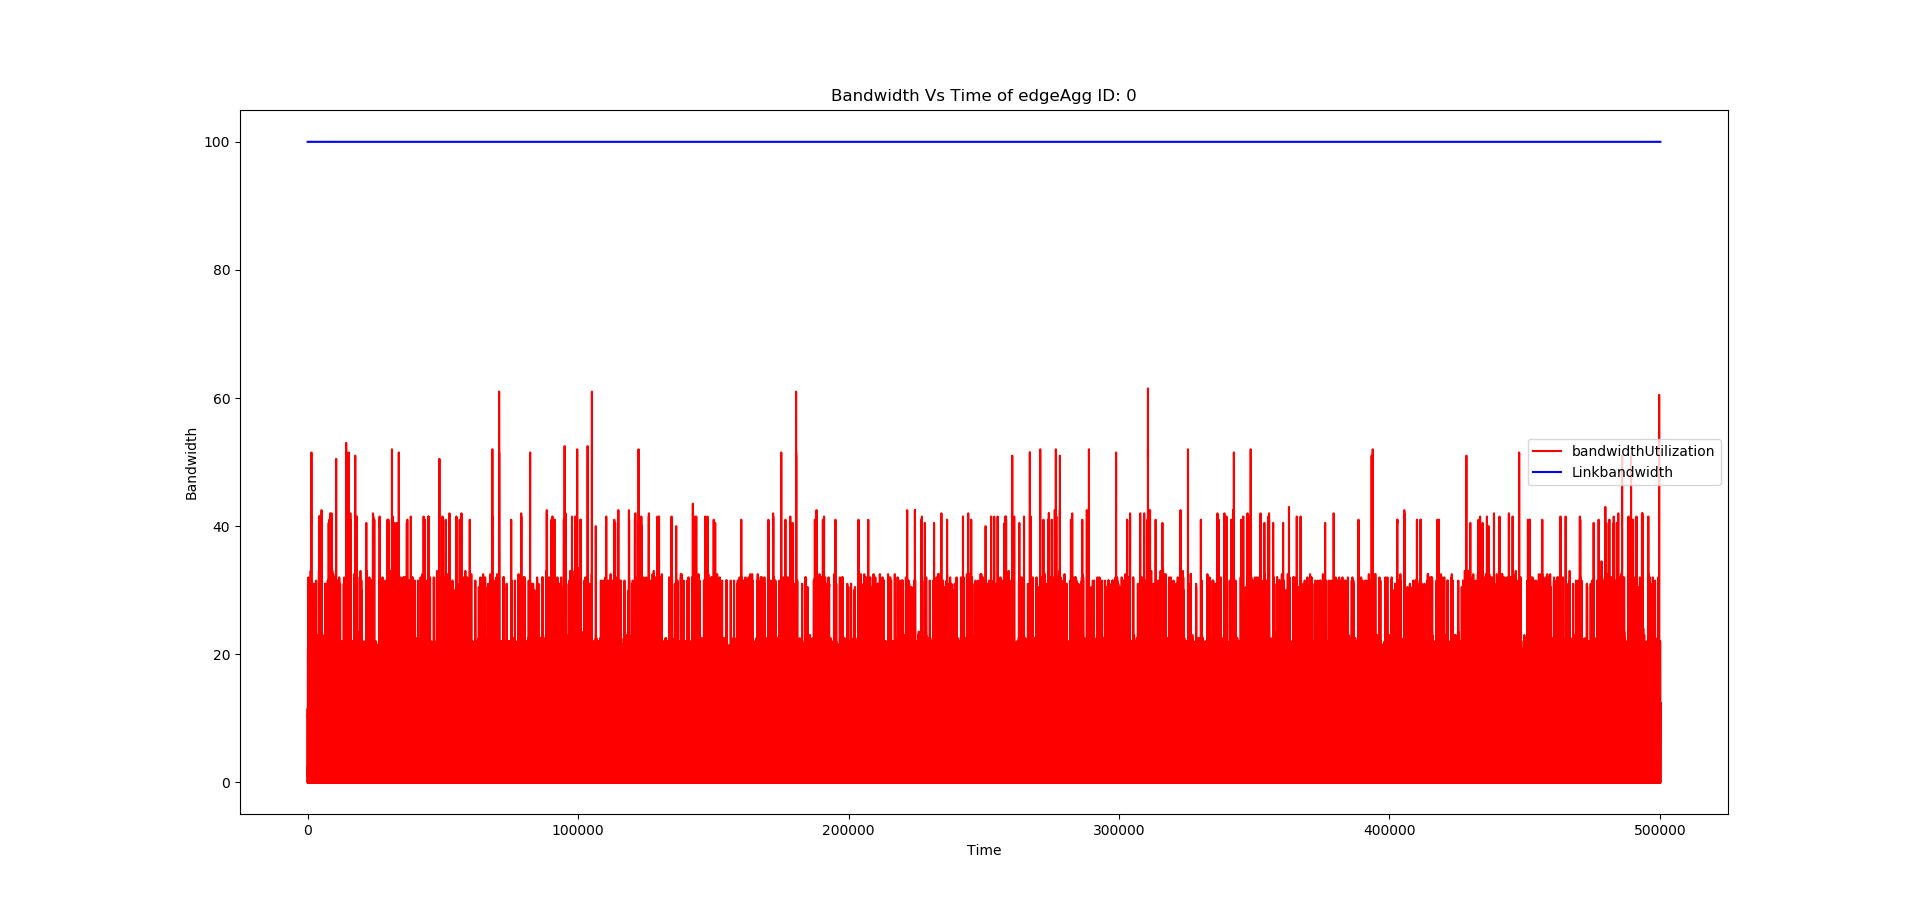 Bandwidth Vs Time of edgeAgg ID: 0
100
80
60
40
20
0
Bandwidth
bandwidthUtilization
Linkbandwidth
0 100000 200000 300000 400000 500000
Time